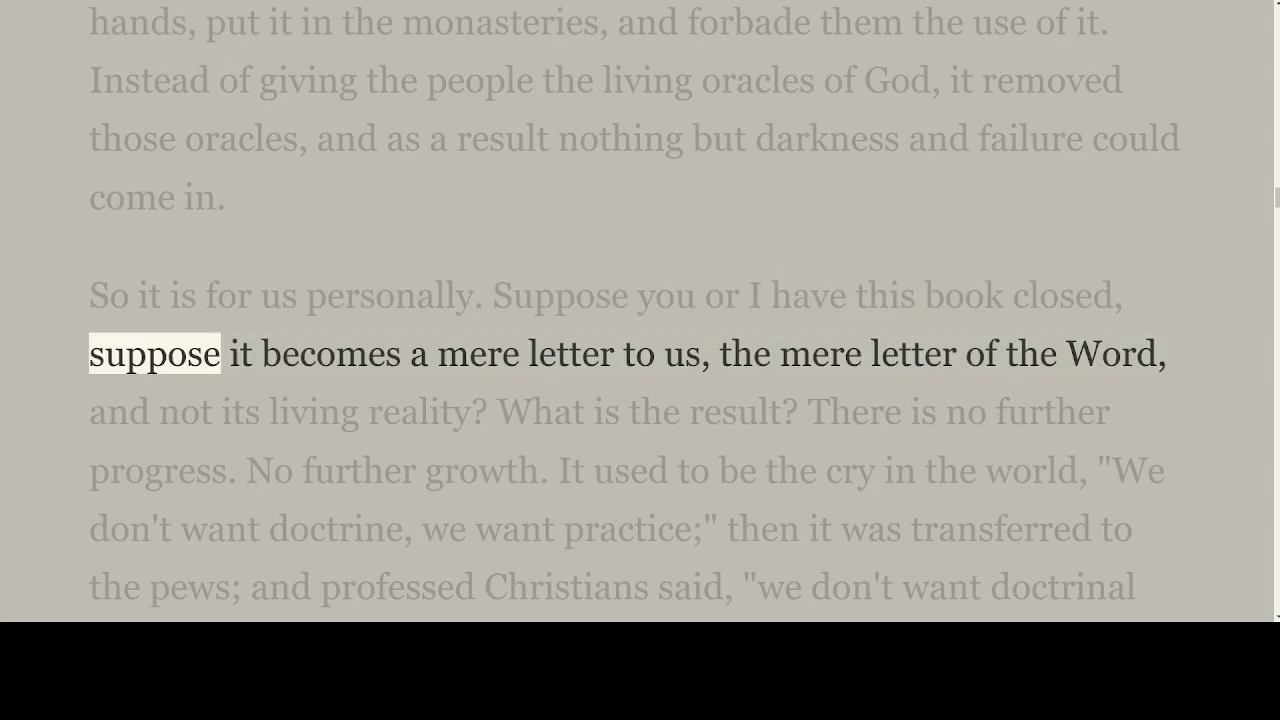 hands, put it in the monasteries, and forbade them the use of it.
Instead of giving the people the living oracles of God, it removed
those oracles, and as a result nothing but darkness and failure could
come in.
So it is for us personally. Suppose you or I have this book closed,
suppose it becomes a mere letter to us, the mere letter of the Word,
and not its living reality? What is the result? There is no further
progress. No further growth. It used to be the cry in the world, "We
don't want doctrine, we want practice;" then it was transferred to
the pews; and professed Christians said, "we don't want doctrinal